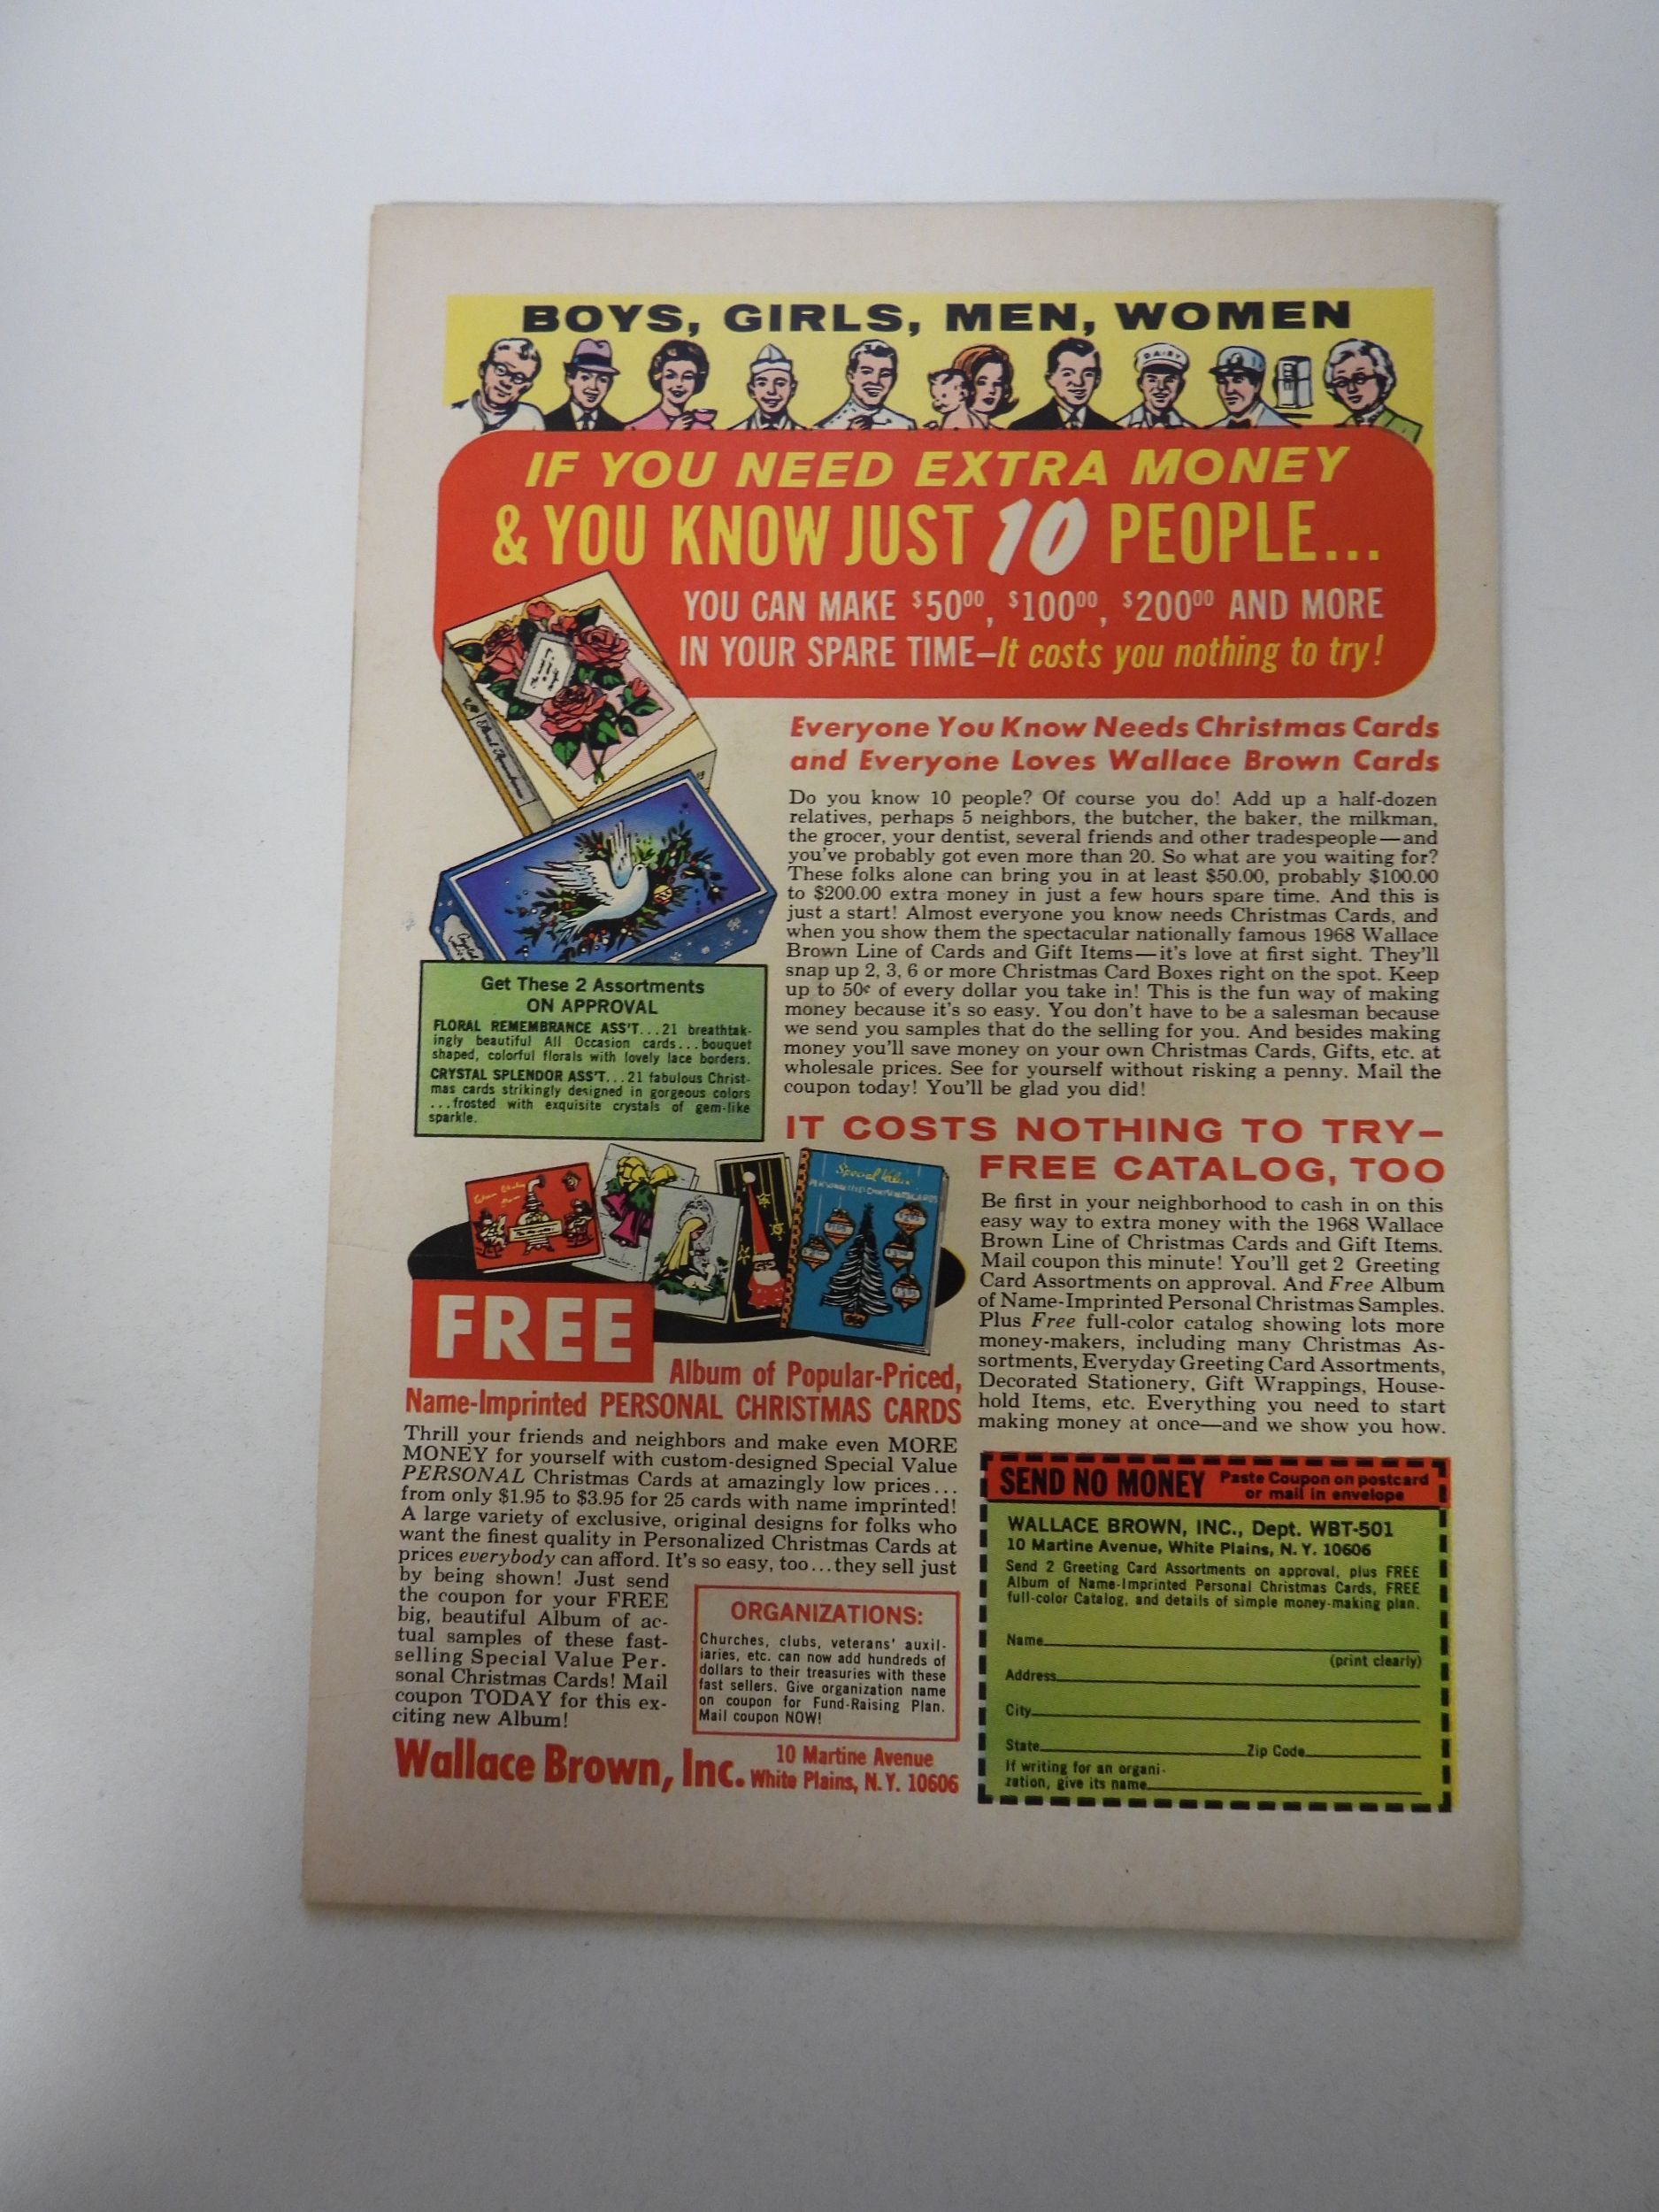 BOYS, GIRLS, MEN, WOMEN
DAIRY
IF YOU NEED EXTRA MONEY
& YOU KNOW JUST 10 PEOPLE...
YOU CAN MAKE $50⁰⁰, $100⁰⁰, $200⁰⁰ AND MORE
IN YOUR SPARE TIME—It costs you nothing to try!
Floral Remembrance
Everyone You Know Needs Christmas Cards
and Everyone Loves Wallace Brown Cards
Do you know 10 people? Of course you do! Add up a half-dozen
relatives, perhaps 5 neighbors, the butcher, the baker, the milkman,
the grocer, your dentist, several friends and other tradespeople—and
you've probably got even more than 20. So what are you waiting for?
These folks alone can bring you in at least $50.00, probably $100.00
to $200.00 extra money in just a few hours spare time. And this is
just a start! Almost everyone you know needs Christmas Cards, and
when you show them the spectacular nationally famous 1968 Wallace
Brown Line of Cards and Gift Items—it's love at first sight. They'll
snap up 2, 3, 6 or more Christmas Card Boxes right on the spot. Keep
up to 50¢ of every dollar you take in! This is the fun way of making
money because it's so easy. You don't have to be a salesman because
we send you samples that do the selling for you. And besides making
money you'll save money on your own Christmas Cards, Gifts, etc. at
wholesale prices. See for yourself without risking a penny. Mail the
coupon today! You'll be glad you did!
Get These 2 Assortments
ON APPROVAL
FLORAL REMEMBRANCE ASS'T...21 breathtak-
ingly beautiful All Occasion cards...bouquet
shaped, colorful florals with lovely lace borders.
CRYSTAL SPLENDOR ASS'T...21 fabulous Christ-
mas cards strikingly designed in gorgeous colors
...frosted with exquisite crystals of gem-like
sparkle.
IT COSTS NOTHING TO TRY—
FREE CATALOG, TOO
Be first in your neighborhood to cash in on this
easy way to extra money with the 1968 Wallace
Brown Line of Christmas Cards and Gift Items.
Mail coupon this minute! You'll get 2 Greeting
Card Assortments on approval. And Free Album
of Name-Imprinted Personal Christmas Samples.
Plus Free full-color catalog showing lots more
money-makers, including many Christmas As-
sortments, Everyday Greeting Card Assortments,
Decorated Stationery, Gift Wrappings, House-
hold Items, etc. Everything you need to start
making money at once—and we show you how.
Special Value
PERSONALIZED CHRISTMAS CARDS
FREE
Album of Popular-Priced,
Name-Imprinted PERSONAL CHRISTMAS CARDS
Thrill your friends and neighbors and make even MORE
MONEY for yourself with custom-designed Special Value
PERSONAL Christmas Cards at amazingly low prices...
from only $1.95 to $3.95 for 25 cards with name imprinted!
A large variety of exclusive, original designs for folks who
want the finest quality in Personalized Christmas Cards at
prices everybody can afford. It's so easy, too...they sell just
by being shown! Just send
the coupon for your FREE
big, beautiful Album of ac-
tual samples of these fast-
selling Special Value Per-
sonal Christmas Cards! Mail
coupon TODAY for this ex-
citing new Album!
ORGANIZATIONS:
Churches, clubs, veterans' auxil-
iaries, etc. can now add hundreds of
dollars to their treasuries with these
fast sellers. Give organization name
on coupon for Fund-Raising Plan.
Mail coupon NOW!
Wallace Brown, Inc. 10 Martine Avenue
White Plains, N.Y. 10606
SEND NO MONEY Paste Coupon on postcard
or mail in envelope
WALLACE BROWN, INC., Dept. WBT-501
10 Martine Avenue, White Plains, N.Y. 10606
Send 2 Greeting Card Assortments on approval, plus FREE
Album of Name-Imprinted Personal Christmas Cards, FREE
full-color Catalog, and details of simple money-making plan.
Name
(print clearly)
Address
City
State Zip Code
If writing for an organi-
zation, give its name